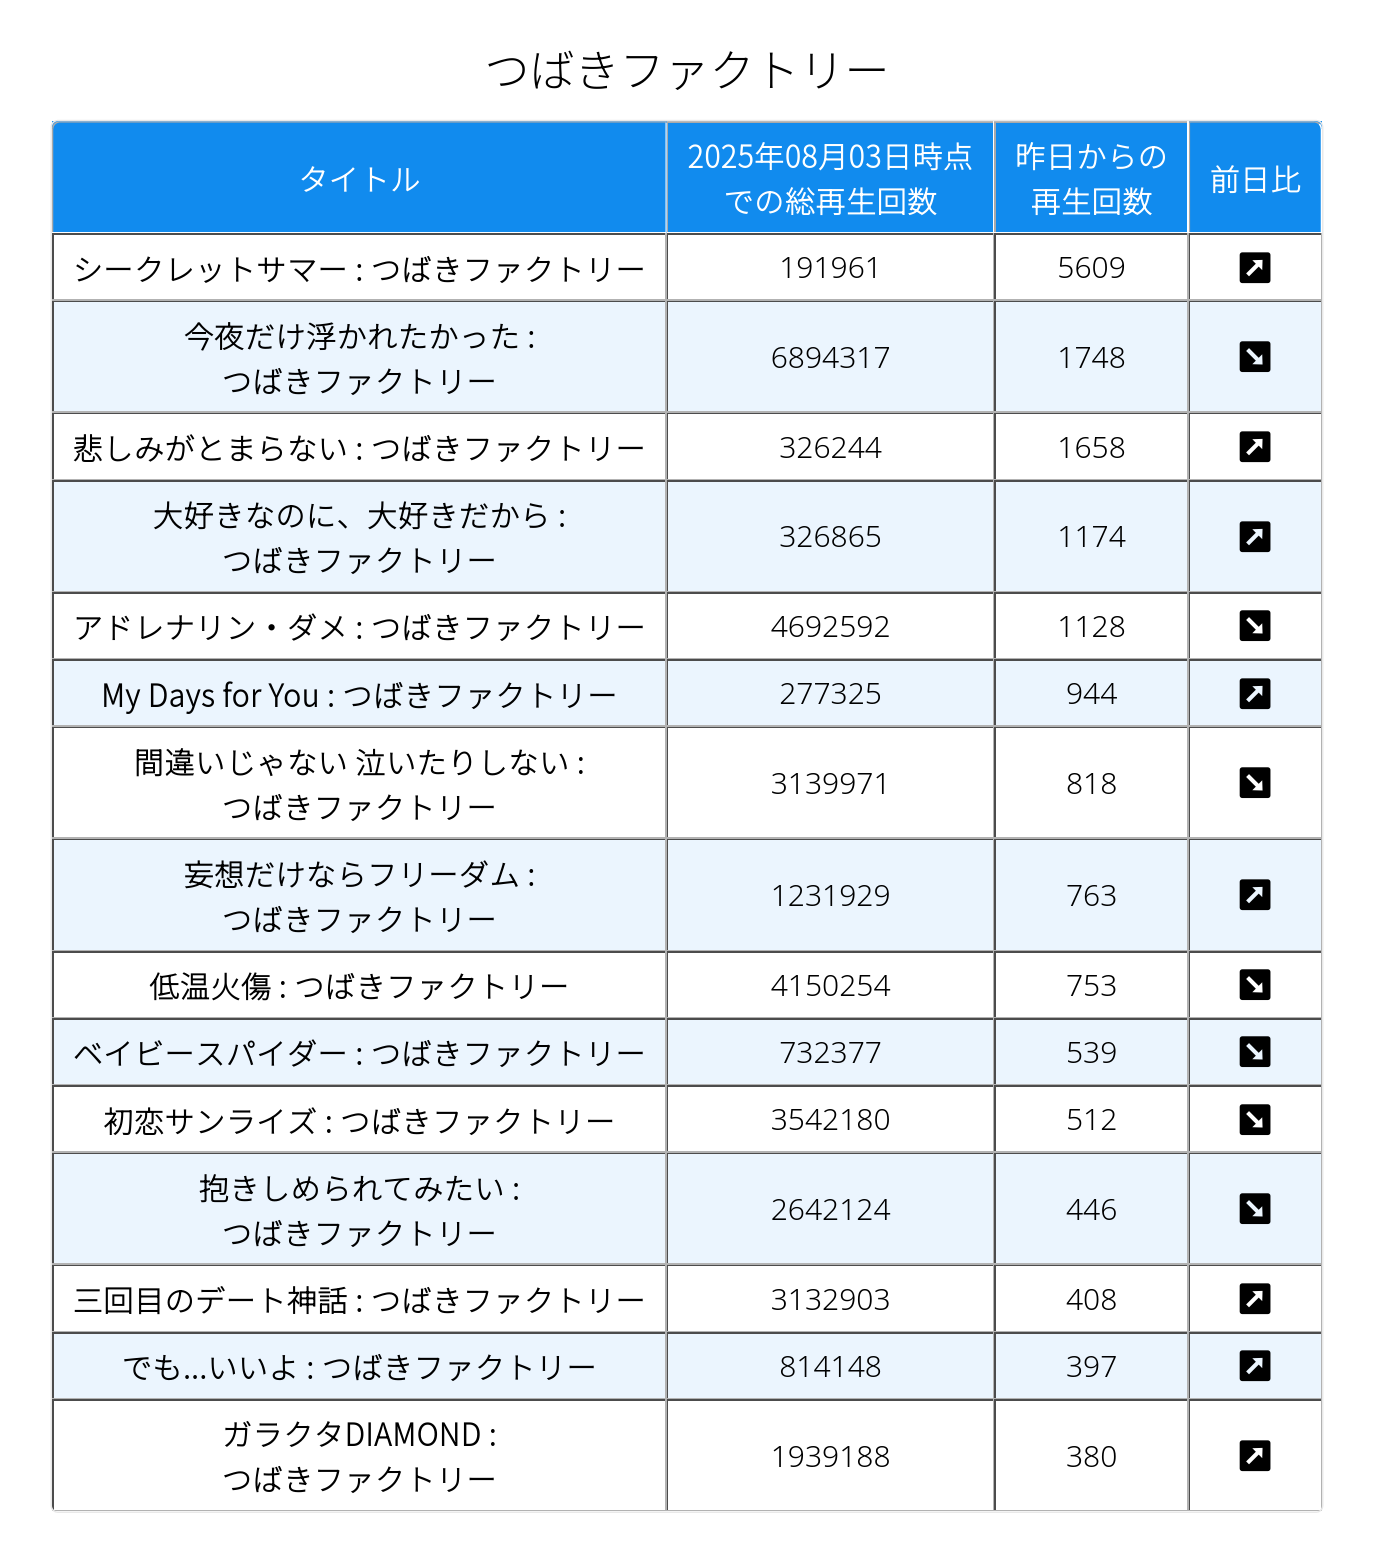 つばきファクトリー
タイトル
2025年08月03日時点
での総再生回数
昨日からの
再生回数
前日比
シークレットサマー : つばきファクトリー
191961
5609
今夜だけ浮かれたかった :
つばきファクトリー
6894317
1748
悲しみがとまらない : つばきファクトリー
326244
1658
大好きなのに、大好きだから :
つばきファクトリー
326865
1174
アドレナリン・ダメ : つばきファクトリー
4692592
1128
My Days for You : つばきファクトリー
277325
944
間違いじゃない 泣いたりしない :
つばきファクトリー
3139971
818
妄想だけならフリーダム :
つばきファクトリー
1231929
763
低温火傷 : つばきファクトリー
4150254
753
ベイビースパイダー : つばきファクトリー
732377
539
初恋サンライズ : つばきファクトリー
3542180
512
抱きしめられてみたい :
つばきファクトリー
2642124
446
三回目のデート神話 : つばきファクトリー
3132903
408
でも...いいよ : つばきファクトリー
814148
397
ガラクタDIAMOND :
つばきファクトリー
1939188
380